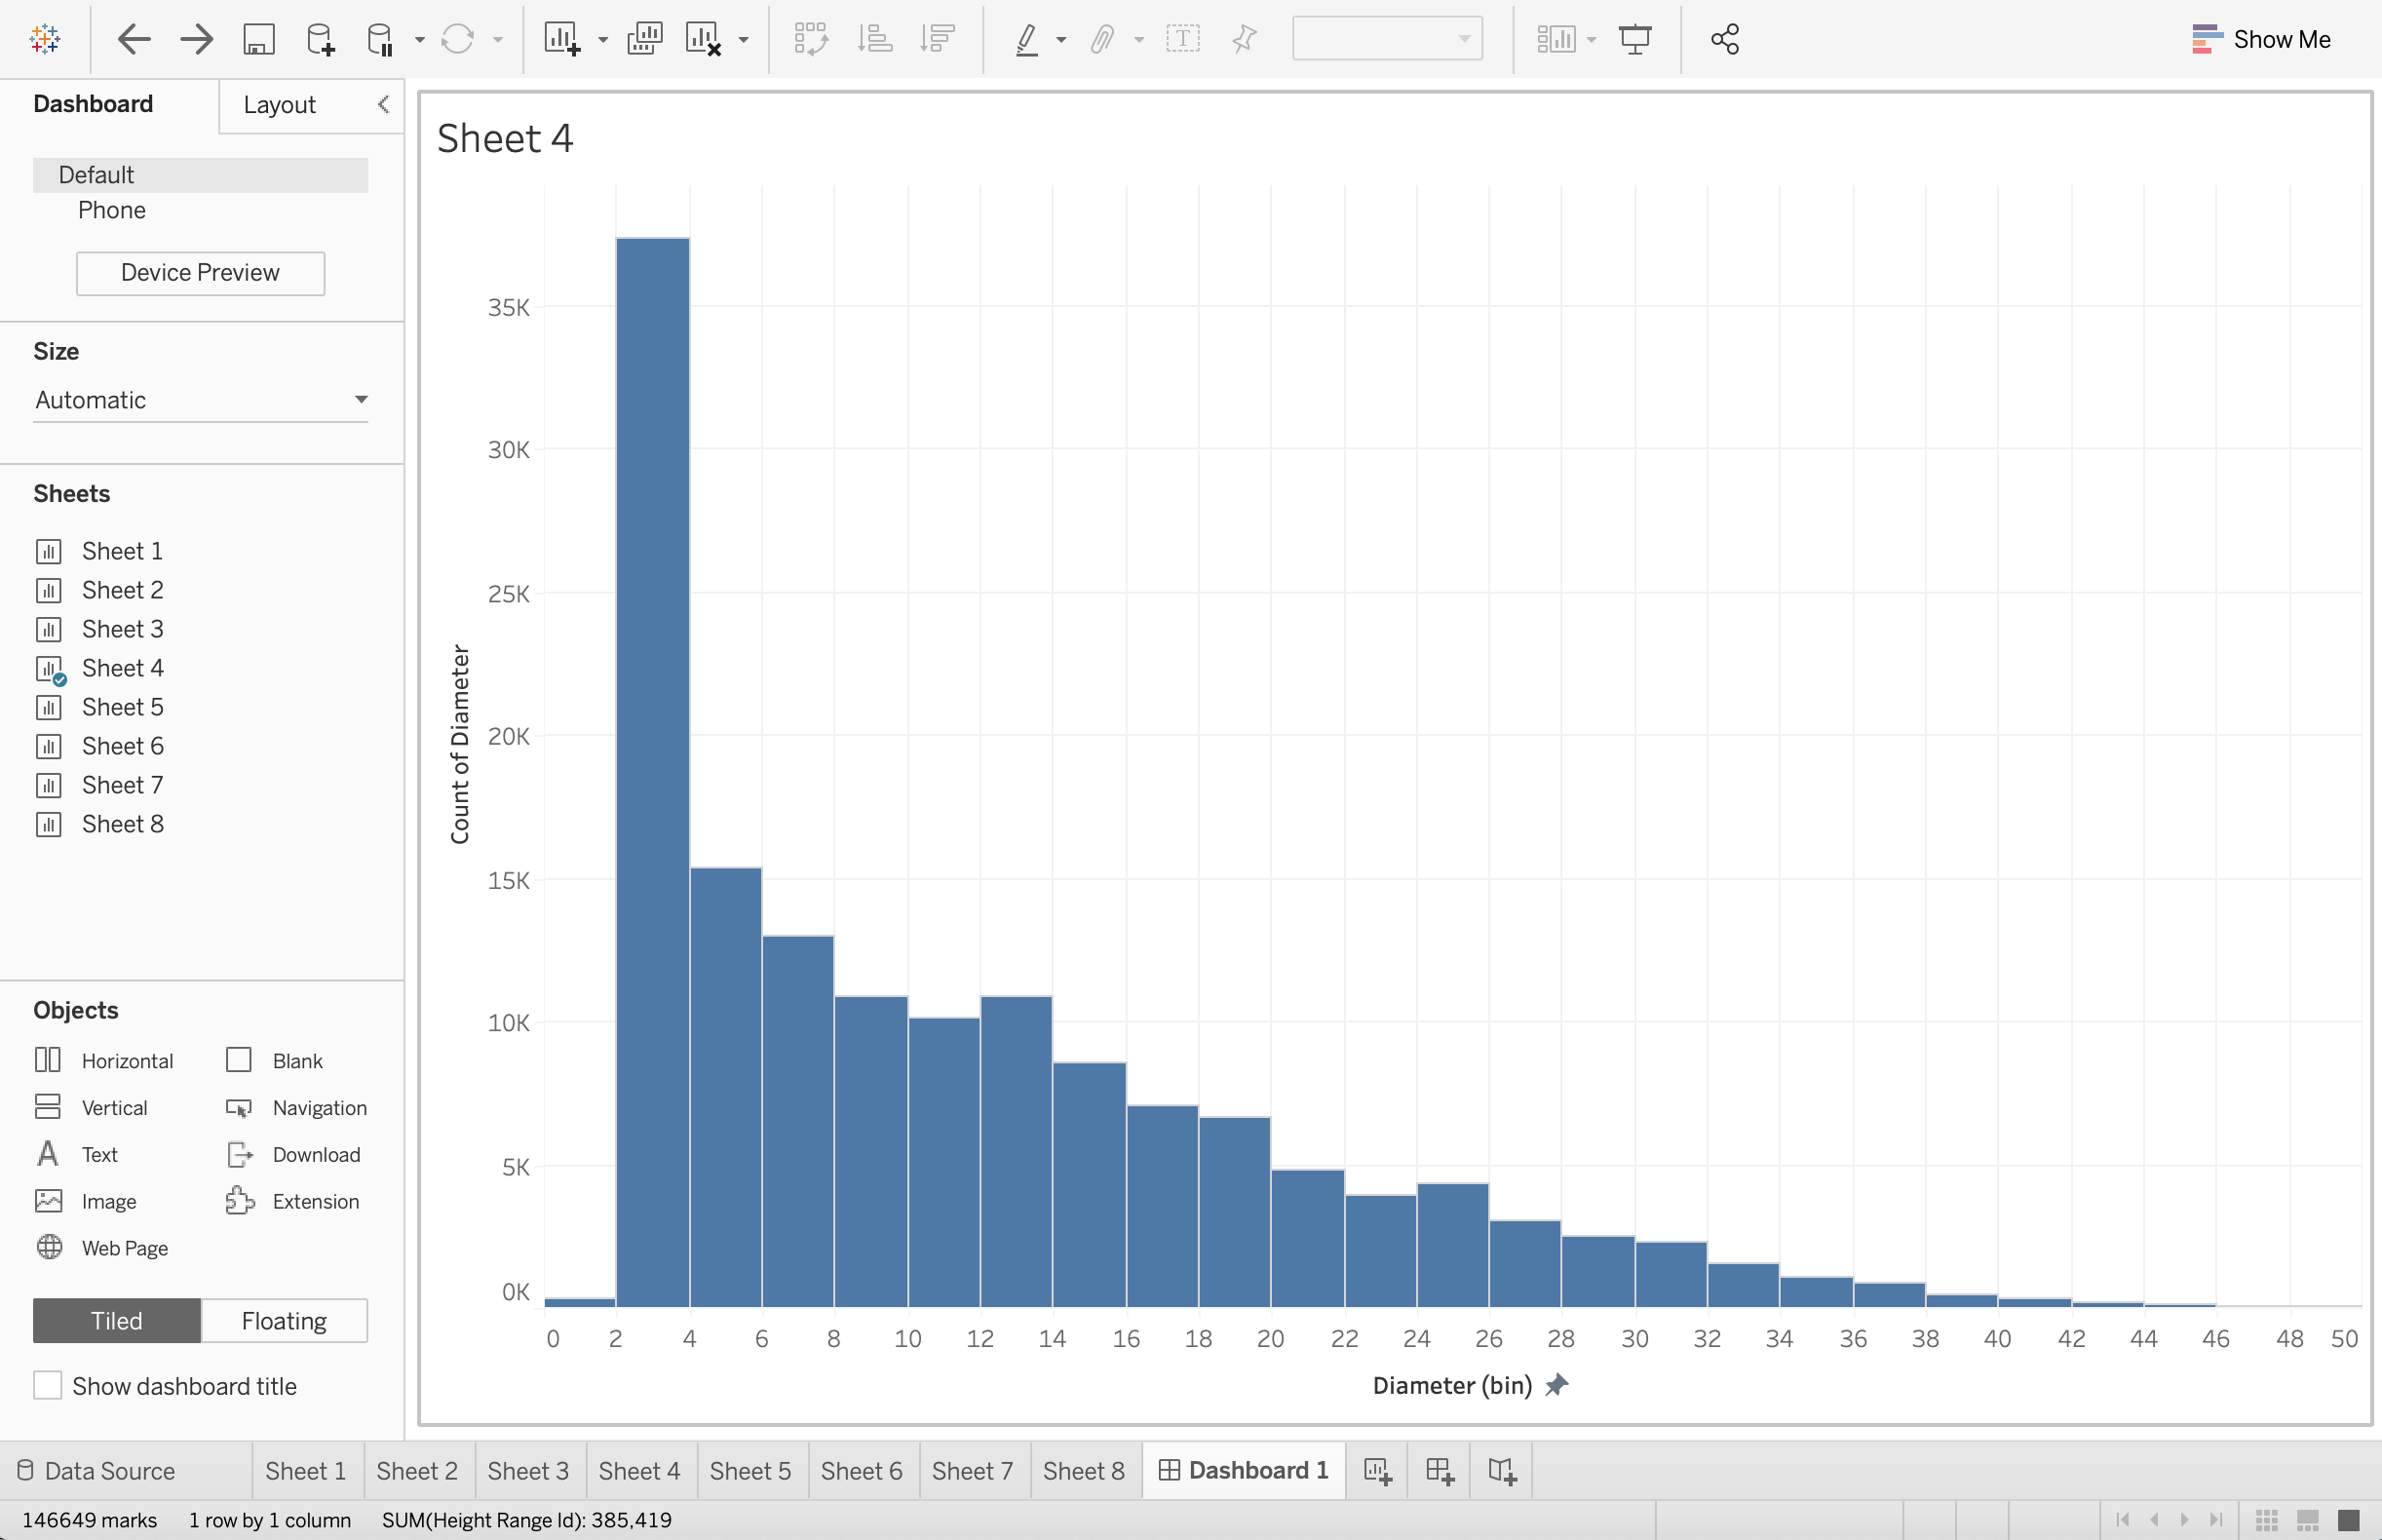 Show Me
Dashboard
Layout
Default
Phone
Device Preview
Size
Automatic
Sheets
Sheet 1
Sheet 2
Sheet 3
Sheet 4
Sheet 5
Sheet 6
Sheet 7
Sheet 8
Objects
Horizontal
Blank
Vertical
Navigation
Text
Download
Image
Extension
Web Page
Tiled
Floating
Show dashboard title
Sheet 4
Count of Diameter
35K
30K
25K
20K
15K
10K
5K
0K
0 2 4 6 8 10 12 14 16 18 20 22 24 26 28 30 32 34 36 38 40 42 44 46 48 50
Diameter (bin)
Data Source Sheet 1 Sheet 2 Sheet 3 Sheet 4 Sheet 5 Sheet 6 Sheet 7 Sheet 8 Dashboard 1
146649 marks 1 row by 1 column SUM(Height Range Id): 385,419